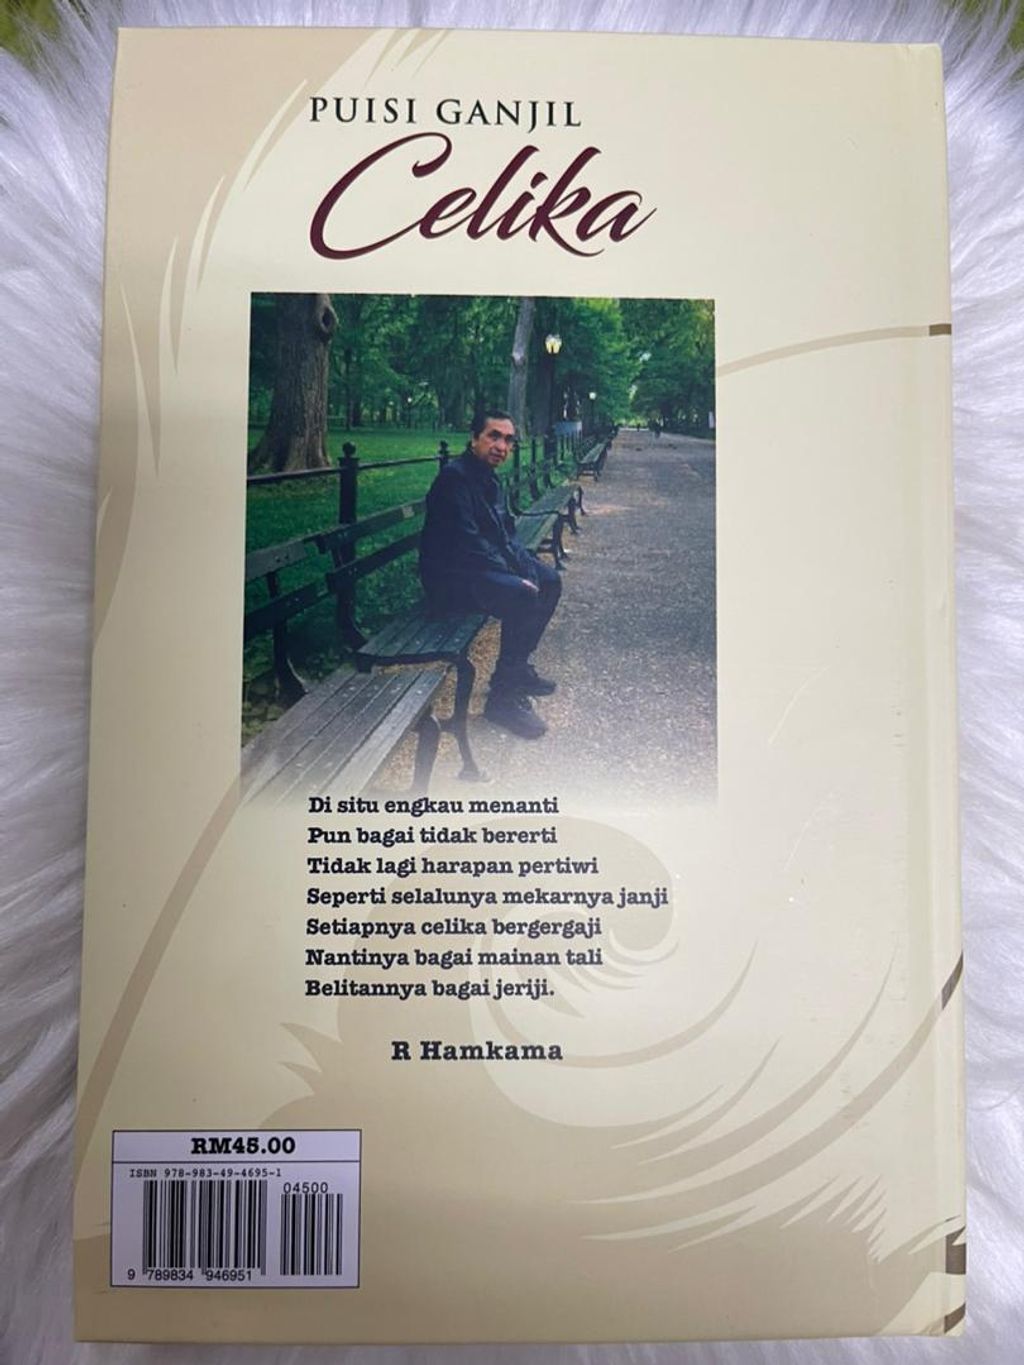 PUISI GANJIL
Celika
Di situ engkau menanti
Pun bagai tidak bererti
Tidak lagi harapan pertiwi
Seperti selalunya mekarnya janji
Setiapnya celika bergergaji
Nantinya bagai mainan tali
Belitannya bagai jeriji.
R Hamkama
RM45.00
ISBN 978-983-49-4695-1
04500
9 789834 946951